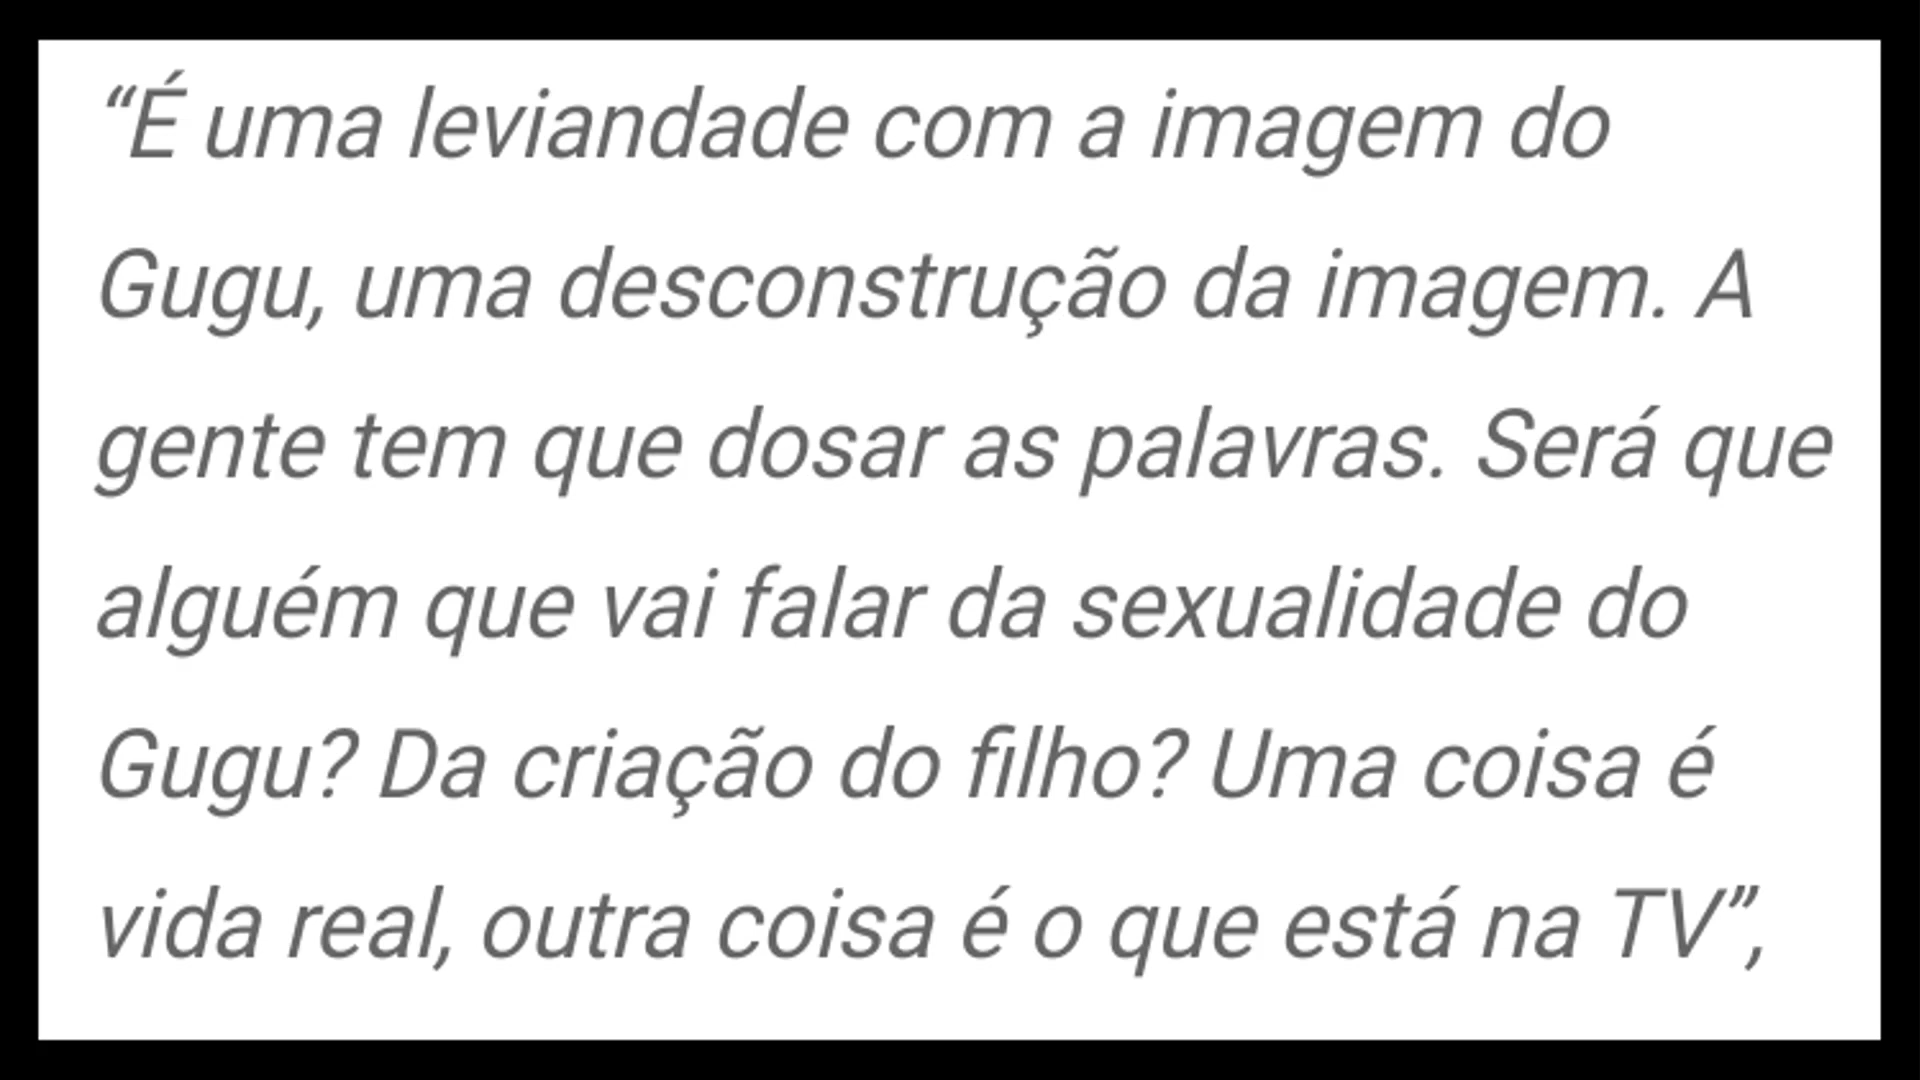 “É uma leviandade com a imagem do
Gugu, uma desconstrução da imagem. A
gente tem que dosar as palavras. Será que
alguém que vai falar da sexualidade do
Gugu? Da criação do filho? Uma coisa é
vida real, outra coisa é o que está na TV”,